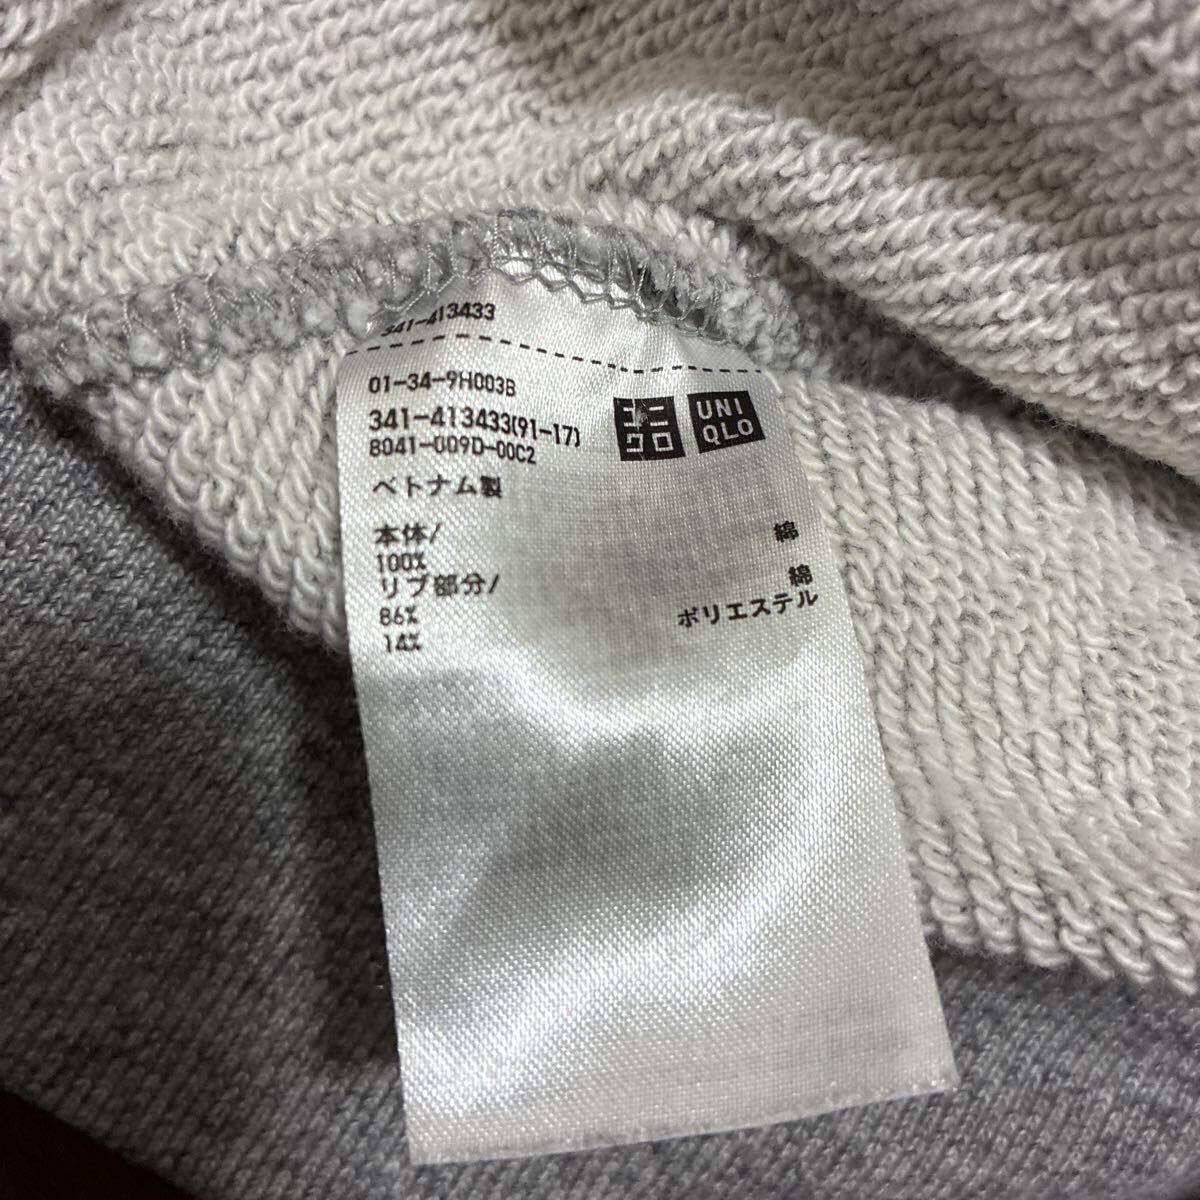 341-413433
01-34-9H003B
341-413433(91-17)
8041-009D-00C2
ユニ
クロ
UNI
QLO
ベトナム製
本体/
100% 綿
リブ部分/
86% 綿
14% ポリエステル